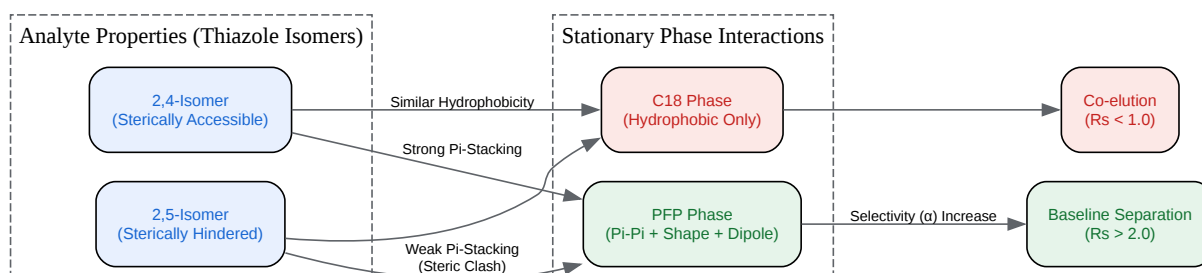 Analyte Properties (Thiazole Isomers)
Stationary Phase Interactions
2,4-Isomer
(Sterically Accessible)
Similar Hydrophobicity
C18 Phase
(Hydrophobic Only)
Co-elution
(Rs < 1.0)
Strong Pi-Stacking
2,5-Isomer
(Sterically Hindered)
Weak Pi-Stacking
(Steric Clash)
PFP Phase
(Pi-Pi + Shape + Dipole)
Selectivity (α) Increase
Baseline Separation
(Rs > 2.0)